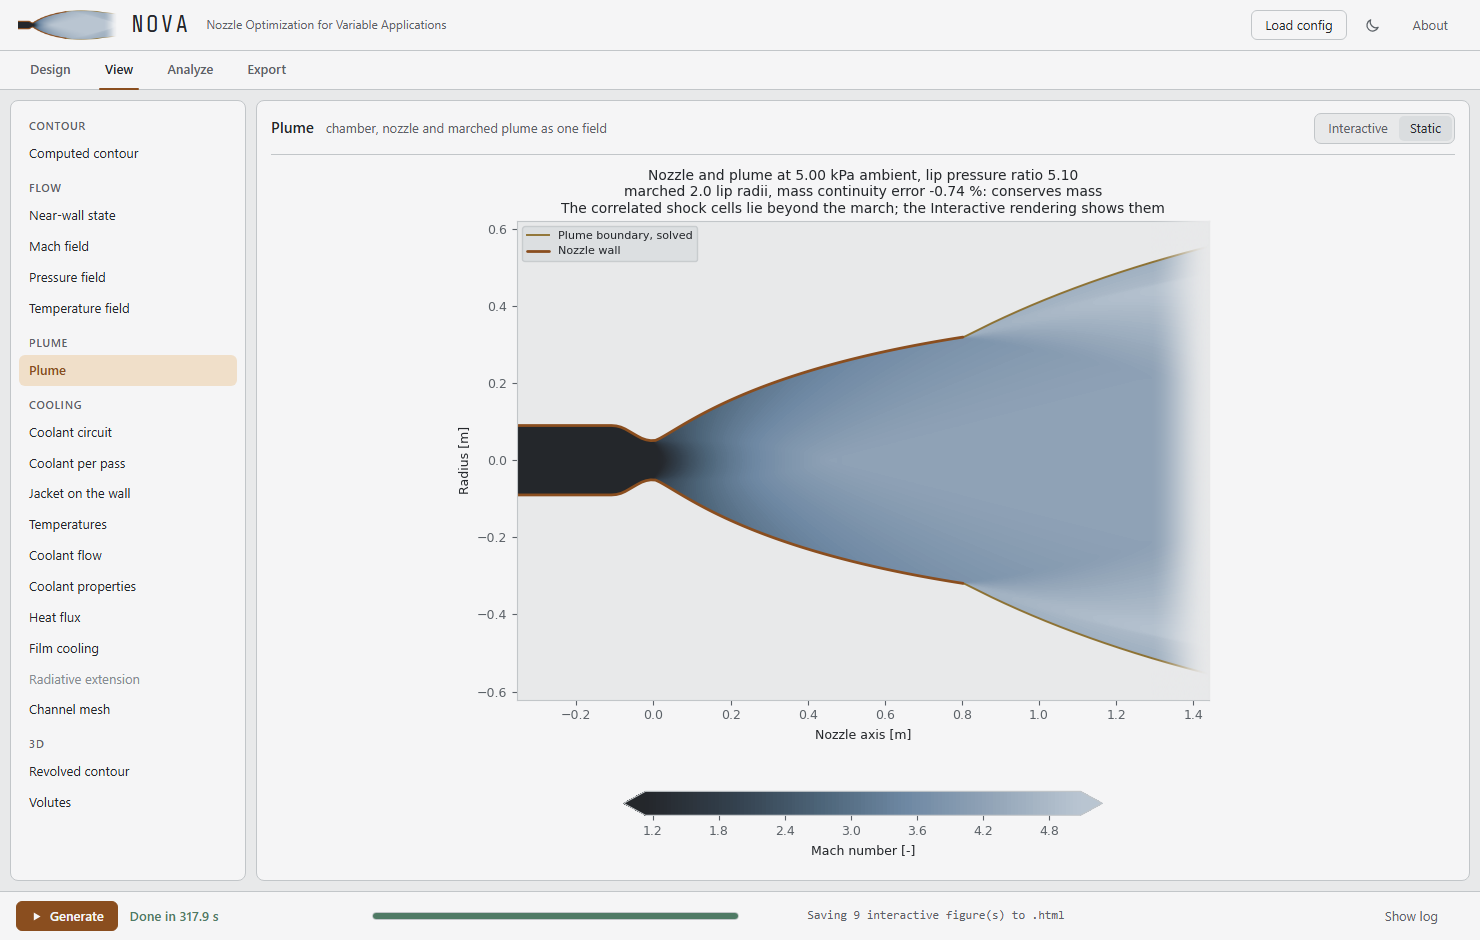 NOVA
Nozzle Optimization for Variable Applications
Load config
About
Design
View
Analyze
Export
CONTOUR
Computed contour
FLOW
Near-wall state
Mach field
Pressure field
Temperature field
PLUME
Plume
COOLING
Coolant circuit
Coolant per pass
Jacket on the wall
Temperatures
Coolant flow
Coolant properties
Heat flux
Film cooling
Radiative extension
Channel mesh
3D
Revolved contour
Volutes
Plume
chamber, nozzle and marched plume as one field
Interactive
Static
Nozzle and plume at 5.00 kPa ambient, lip pressure ratio 5.10
marched 2.0 lip radii, mass continuity error -0.74 %: conserves mass
The correlated shock cells lie beyond the march; the Interactive rendering shows them
Plume boundary, solved
Nozzle wall
Radius [m]
0.6
0.4
0.2
0.0
−0.2
−0.4
−0.6
−0.2 0.0 0.2 0.4 0.6 0.8 1.0 1.2 1.4
Nozzle axis [m]
1.2 1.8 2.4 3.0 3.6 4.2 4.8
Mach number [-]
Generate
Done in 317.9 s
Saving 9 interactive figure(s) to .html
Show log